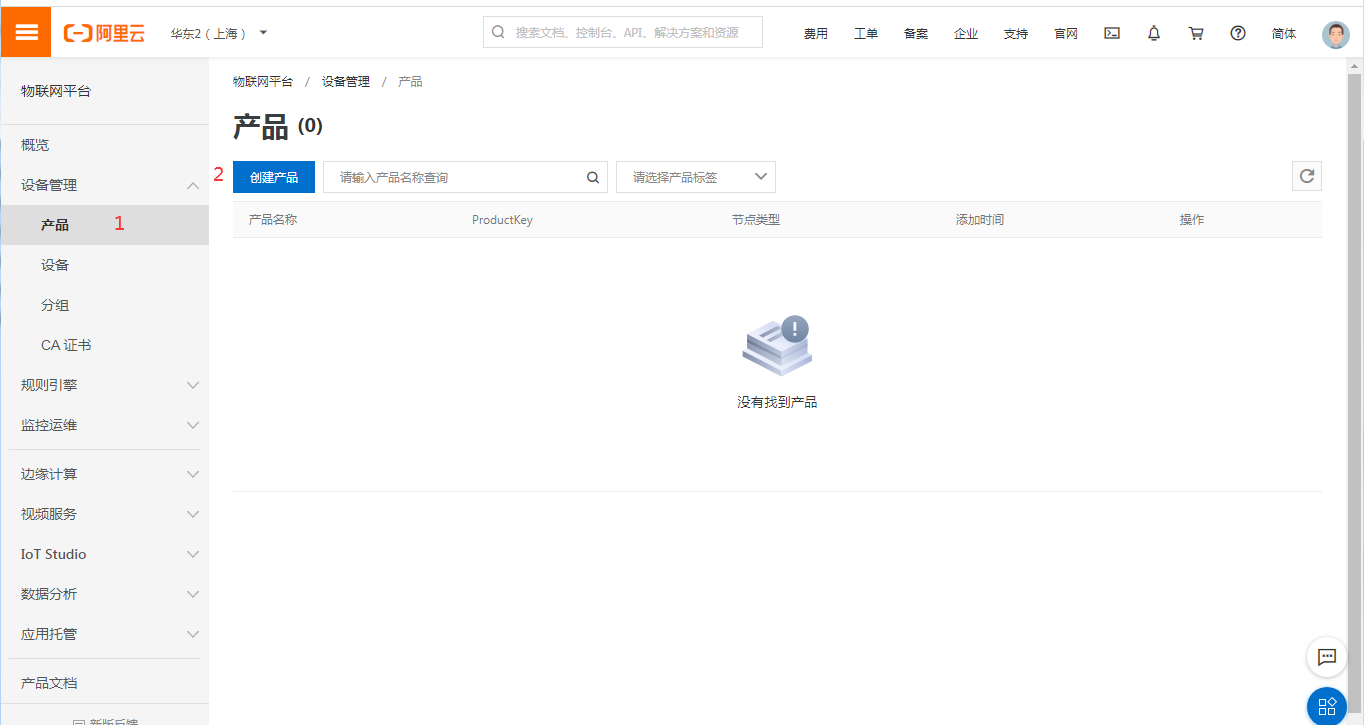 阿里云 华东2（上海） 搜索文档、控制台、API、解决方案和资源 费用 工单 备案 企业 支持 官网 简体
物联网平台
概览
设备管理
产品 1
设备
分组
CA 证书
规则引擎
监控运维
边缘计算
视频服务
IoT Studio
数据分析
应用托管
产品文档
新版反馈
物联网平台 / 设备管理 / 产品
产品 (0)
2 创建产品 请输入产品名称查询 请选择产品标签
产品名称 ProductKey 节点类型 添加时间 操作
没有找到产品